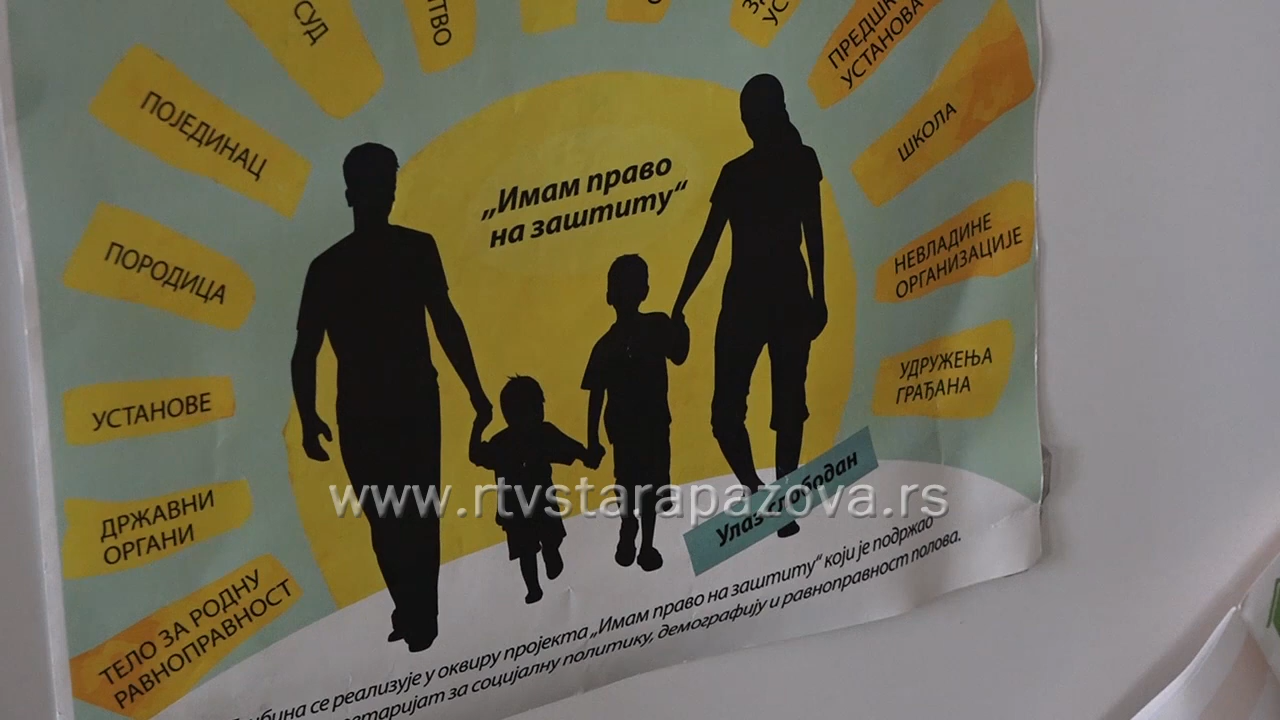 СУД
ПОЈЕДИНАЦ
ПОРОДИЦА
УСТАНОВЕ
ДРЖАВНИ
ОРГАНИ
ТЕЛО ЗА РОДНУ
РАВНОПРАВНОСТ
„Имам право
на заштиту“
УСТАНОВА
ШКОЛА
НЕВЛАДИНЕ
ОРГАНИЗАЦИЈЕ
УДРУЖЕЊА
ГРАЂАНА
www.rtvstarapazova.rs
Улаз слободан
се реализује у оквиру пројекта „Имам право на заштиту“ који је подржао
за социјалну политику, демографију и равноправност полова.